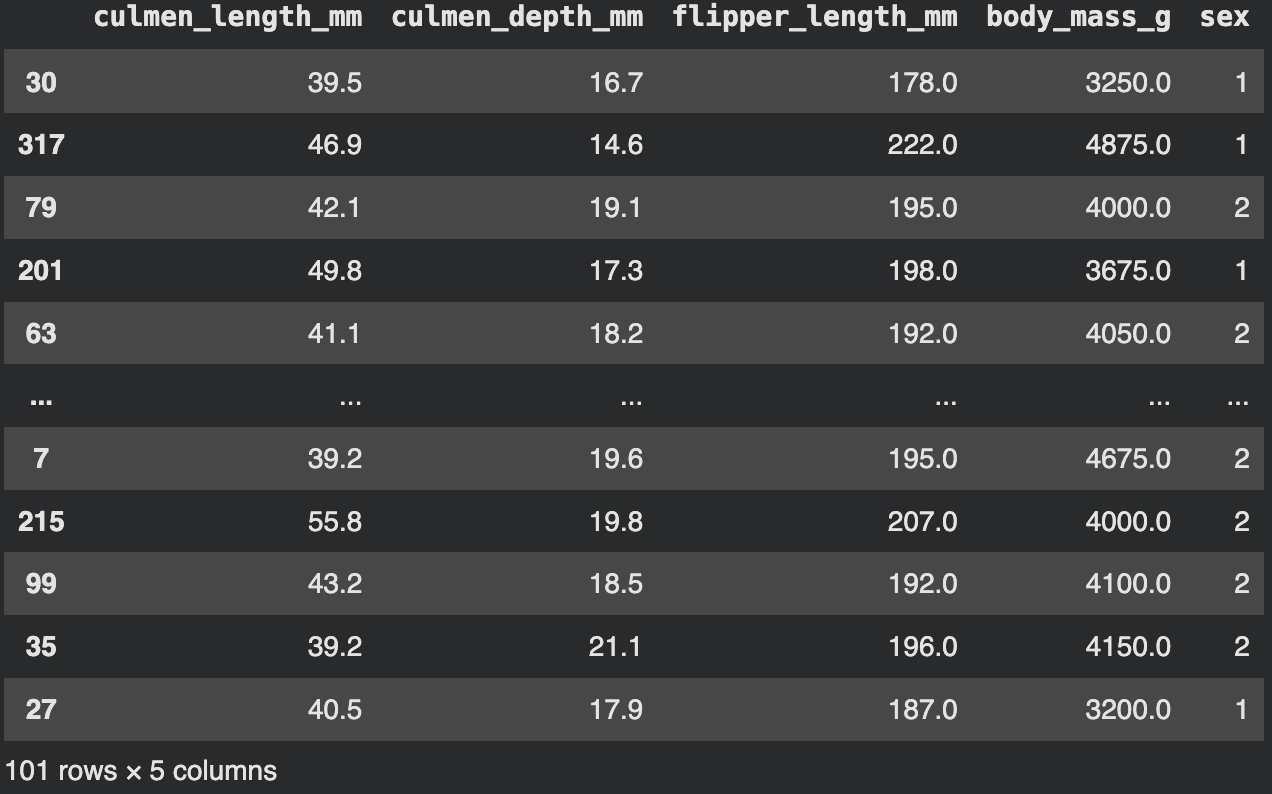 culmen_length_mm culmen_depth_mm flipper_length_mm body_mass_g sex
30 39.5 16.7 178.0 3250.0 1
317 46.9 14.6 222.0 4875.0 1
79 42.1 19.1 195.0 4000.0 2
201 49.8 17.3 198.0 3675.0 1
63 41.1 18.2 192.0 4050.0 2
... ... ... ... ... ...
7 39.2 19.6 195.0 4675.0 2
215 55.8 19.8 207.0 4000.0 2
99 43.2 18.5 192.0 4100.0 2
35 39.2 21.1 196.0 4150.0 2
27 40.5 17.9 187.0 3200.0 1
101 rows × 5 columns